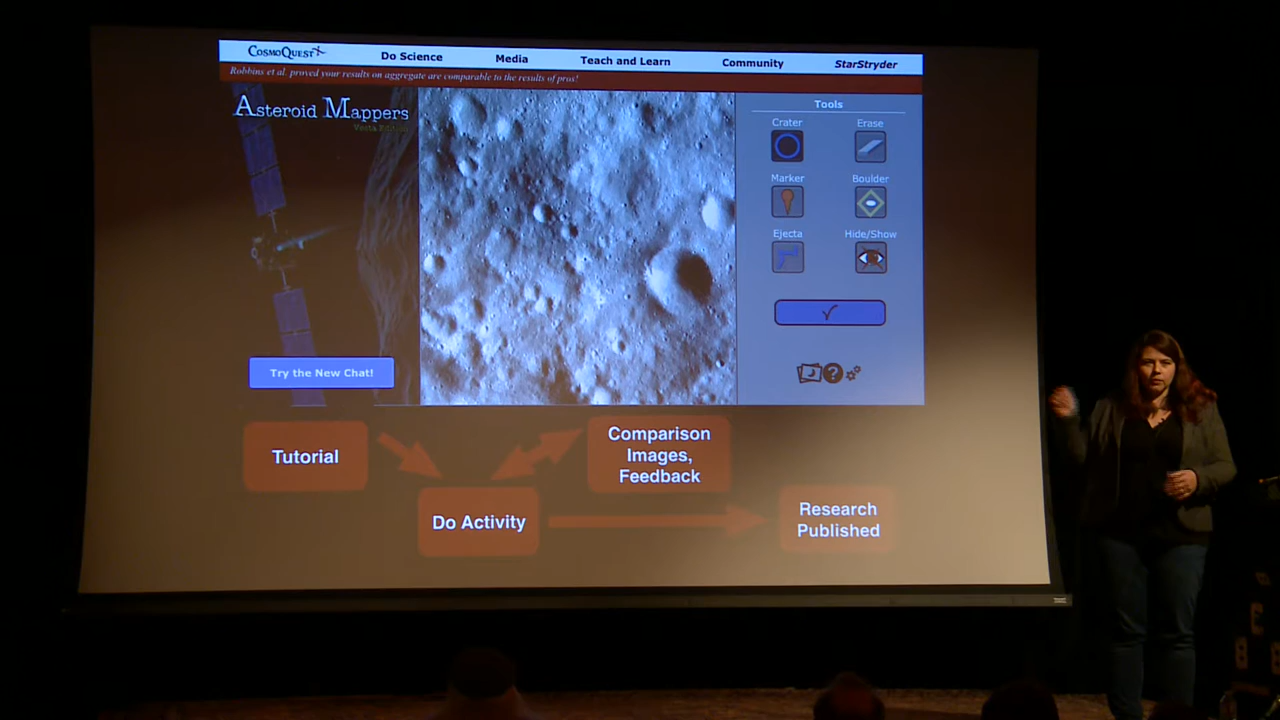 CosmoQuest
Do Science
Media
Teach and Learn
Community
StarStryder
Robbins et al. proved your results on aggregate are comparable to the results of pros!
Asteroid Mappers
Vesta Edition
Tools
Crater
Erase
Marker
Boulder
Ejecta
Hide/Show
Try the New Chat!
Tutorial
Comparison
Images,
Feedback
Do Activity
Research
Published